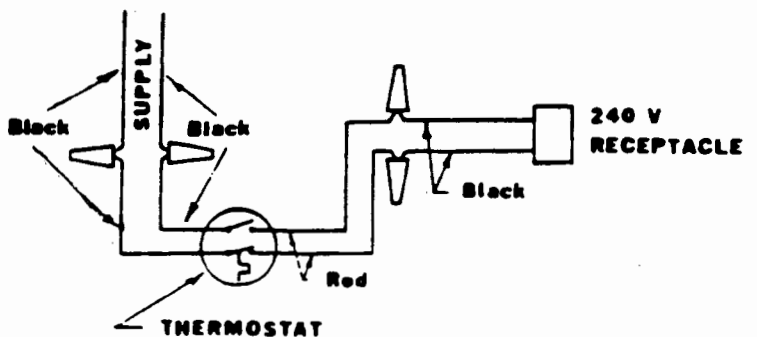 SUPPLY
Black
Black
240 V
RECEPTACLE
Black
Red
THERMOSTAT